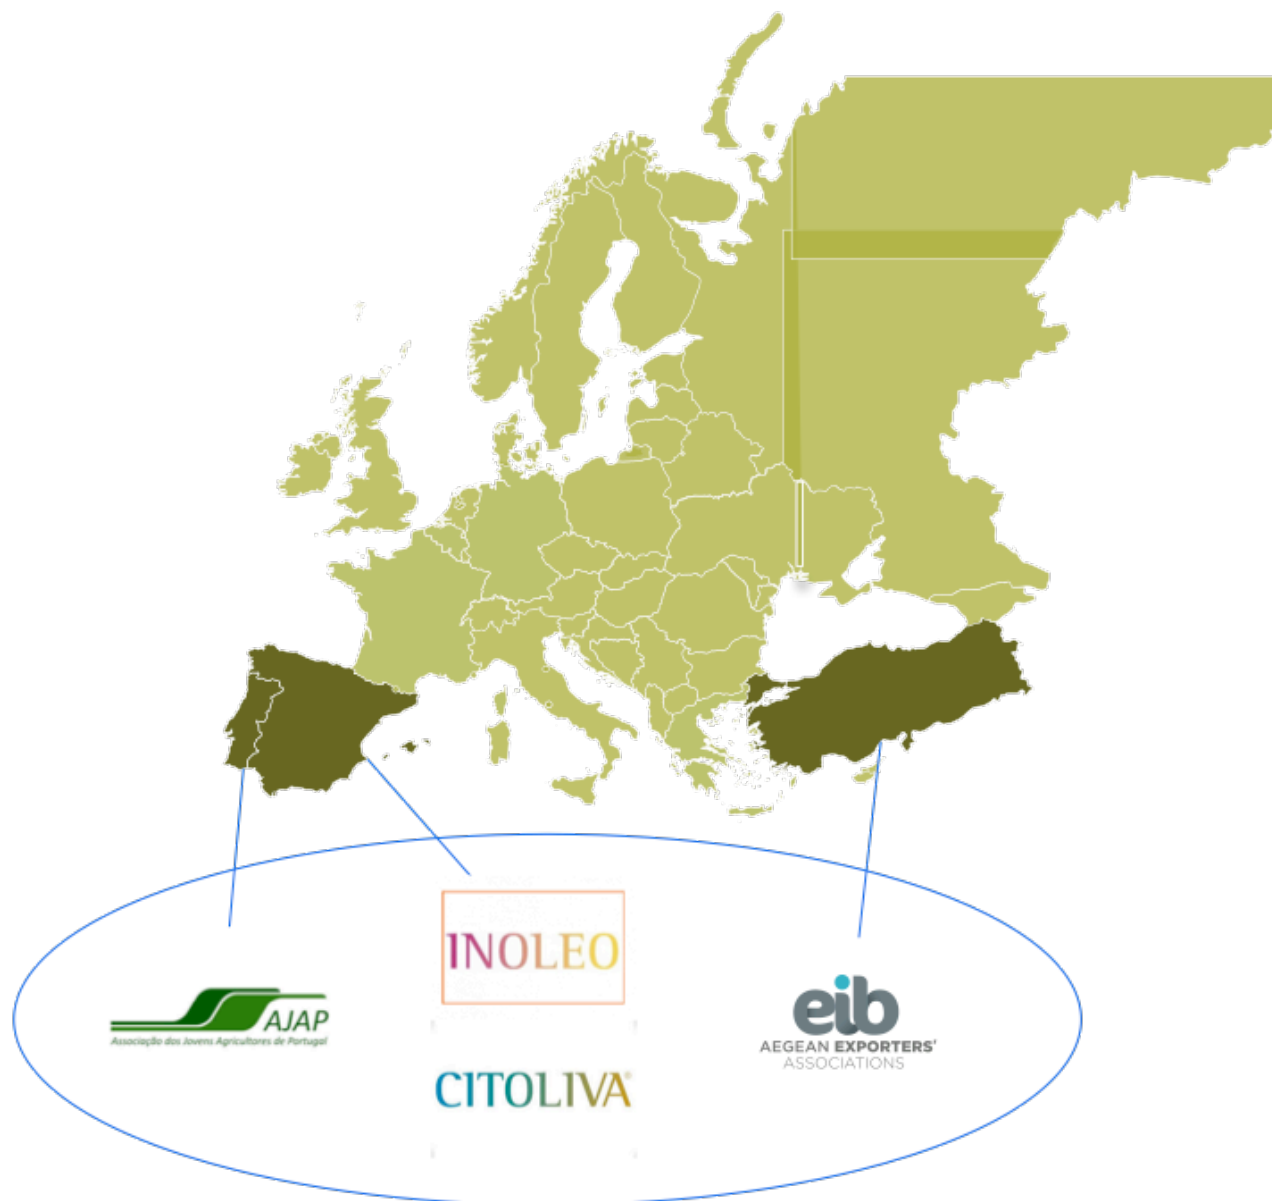 INOLEO
AJAP
Associação dos Jovens Agricultores de Portugal
eib
AEGEAN EXPORTERS'
ASSOCIATIONS
CITOLIVA®